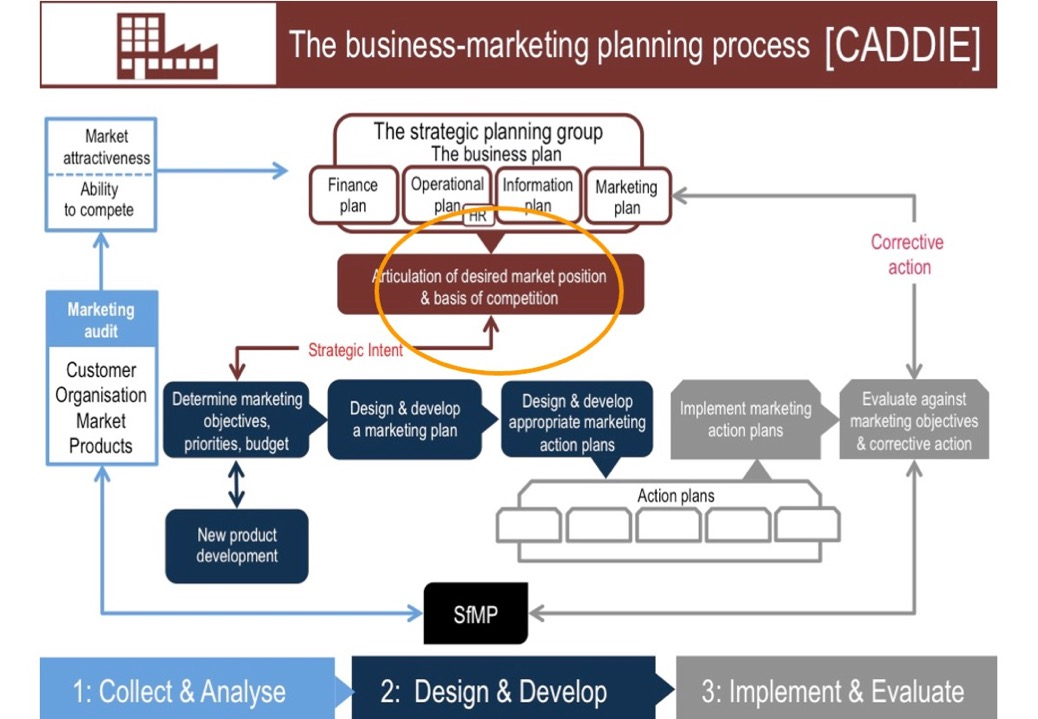 The business-marketing planning process [CADDIE]
Market
attractiveness
Ability
to compete
The strategic planning group
The business plan
Finance
plan
Operational
plan
HR
Information
plan
Marketing
plan
Corrective
action
Articulation of desired market position
& basis of competition
Marketing
audit
Customer
Organisation
Market
Products
Strategic Intent
Determine marketing
objectives,
priorities, budget
Design & develop
a marketing plan
Design & develop
appropriate marketing
action plans
Implement marketing
action plans
Evaluate against
marketing objectives
& corrective action
Action plans
New product
development
SfMP
1: Collect & Analyse
2: Design & Develop
3: Implement & Evaluate